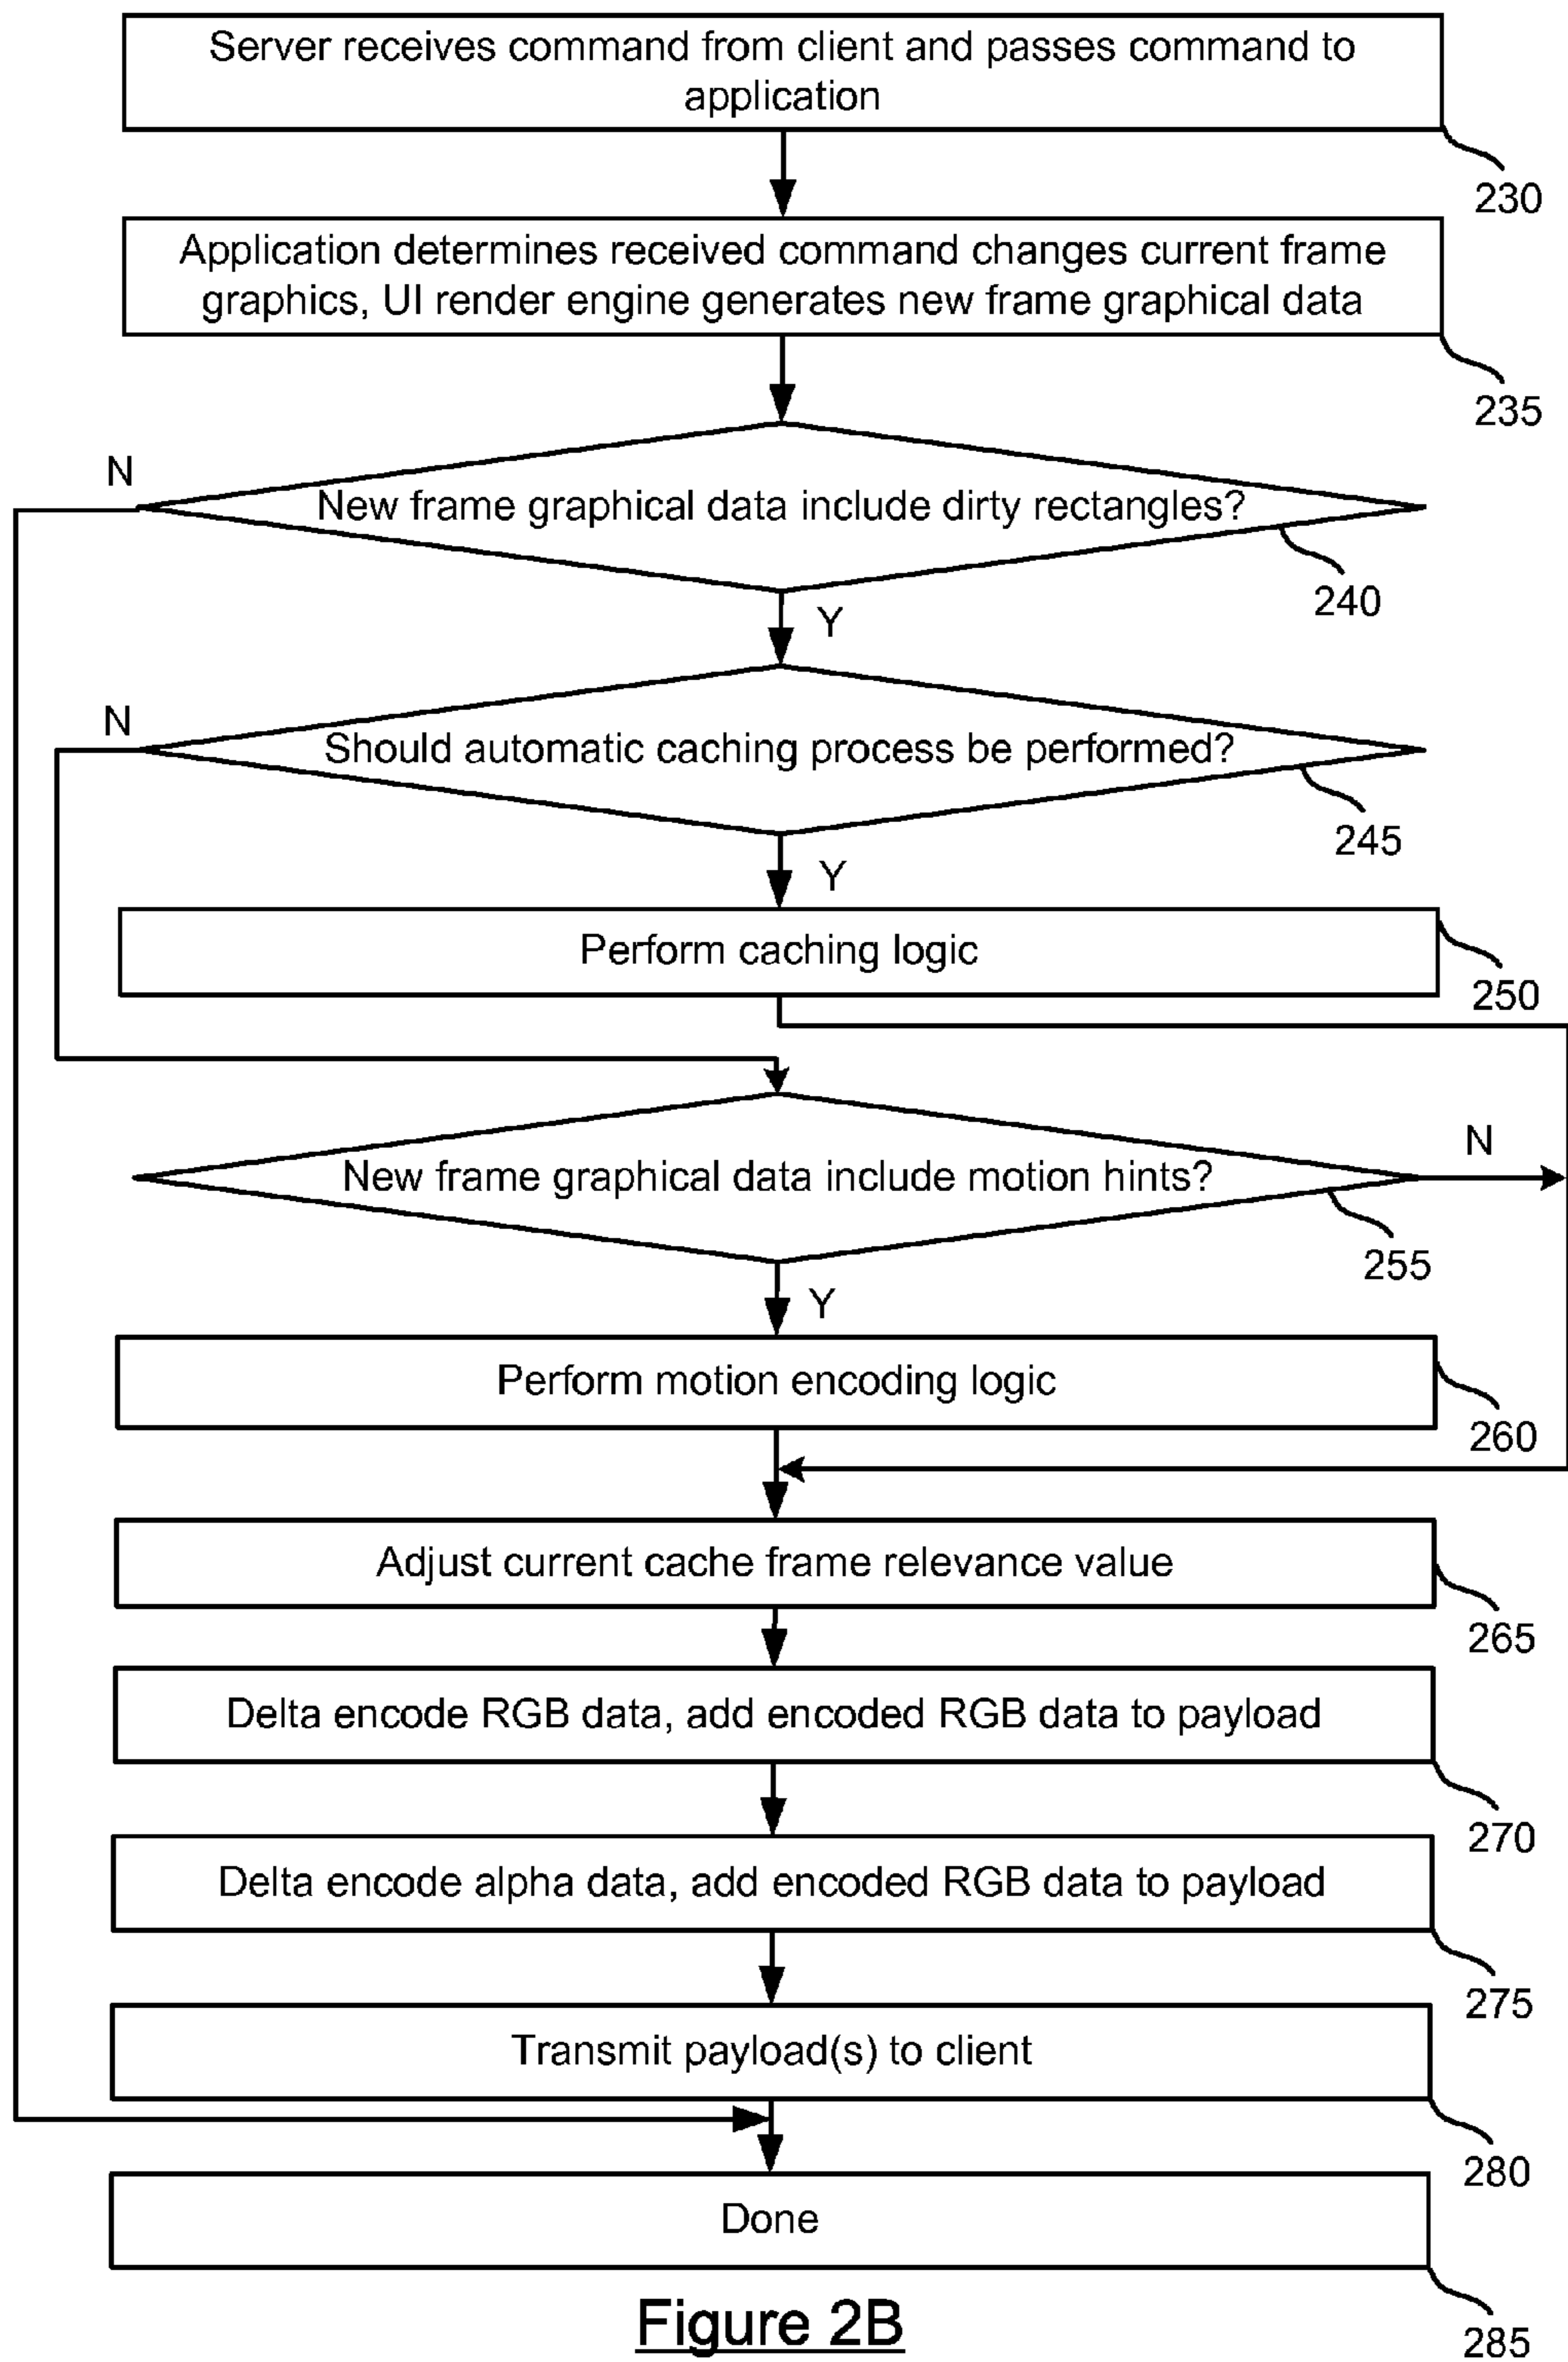 Server receives command from client and passes command to
application
230
Application determines received command changes current frame
graphics, UI render engine generates new frame graphical data
235
N
New frame graphical data include dirty rectangles?
240
Y
N
Should automatic caching process be performed?
245
Y
Perform caching logic
250
N
New frame graphical data include motion hints?
255
Y
Perform motion encoding logic
260
Adjust current cache frame relevance value
265
Delta encode RGB data, add encoded RGB data to payload
270
Delta encode alpha data, add encoded RGB data to payload
275
Transmit payload(s) to client
280
Done
285
Figure 2B